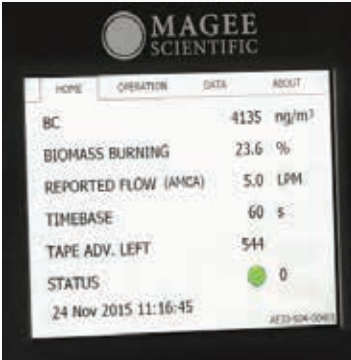 MAGEE
SCIENTIFIC
HOME OPERATION DATA ABOUT
BC 4135 ng/m³
BIOMASS BURNING 23.6 %
REPORTED FLOW (AMCA) 5.0 LPM
TIMEBASE 60 s
TAPE ADV. LEFT 544
STATUS 0
24 Nov 2015 11:16:45